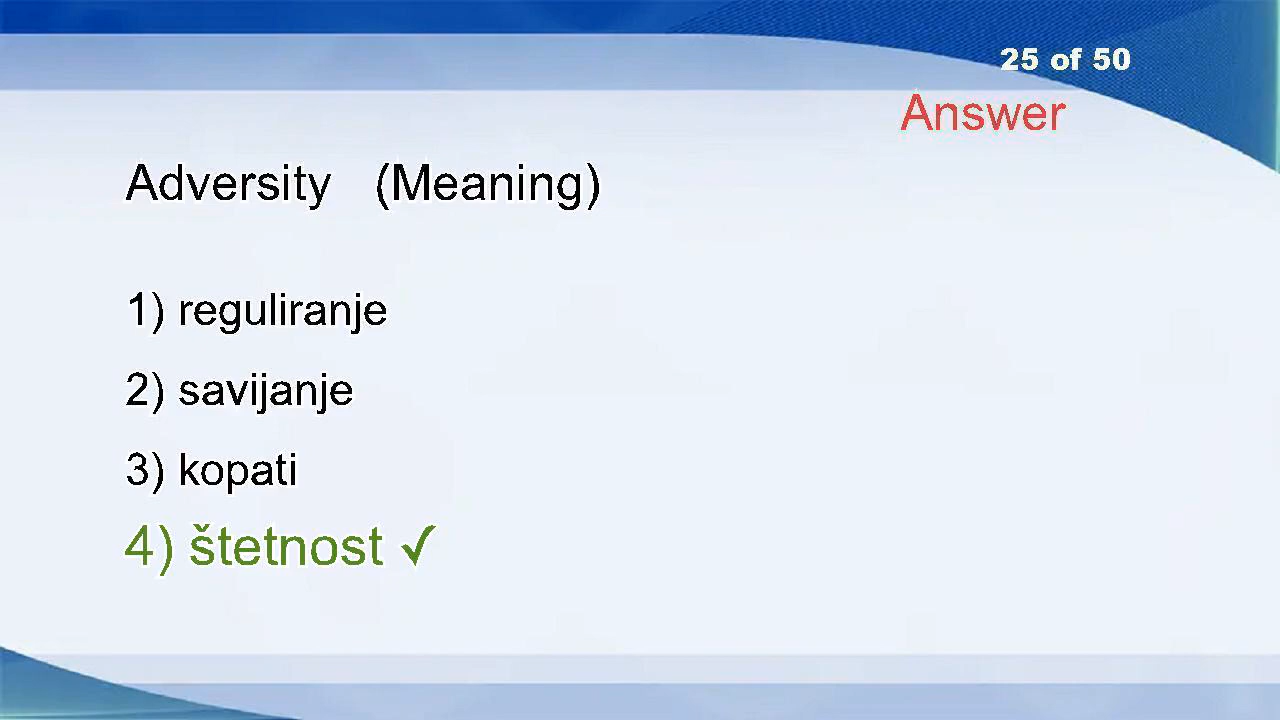 25 of 50
Answer
Adversity (Meaning)
1) reguliranje
2) savijanje
3) kopati
4) štetnost ✓